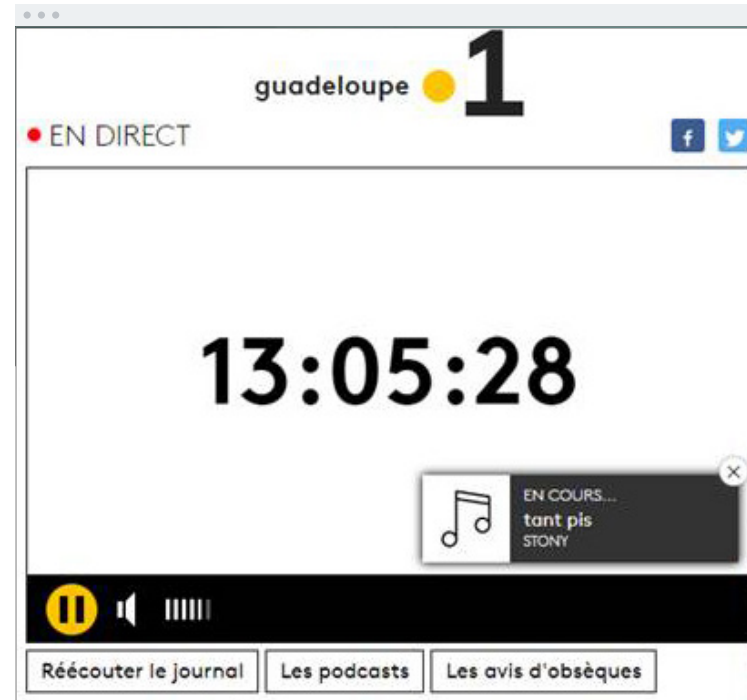 guadeloupe 1
EN DIRECT
13:05:28
EN COURS...
tant pis
STONY
Réécouter le journal
Les podcasts
Les avis d'obsèques